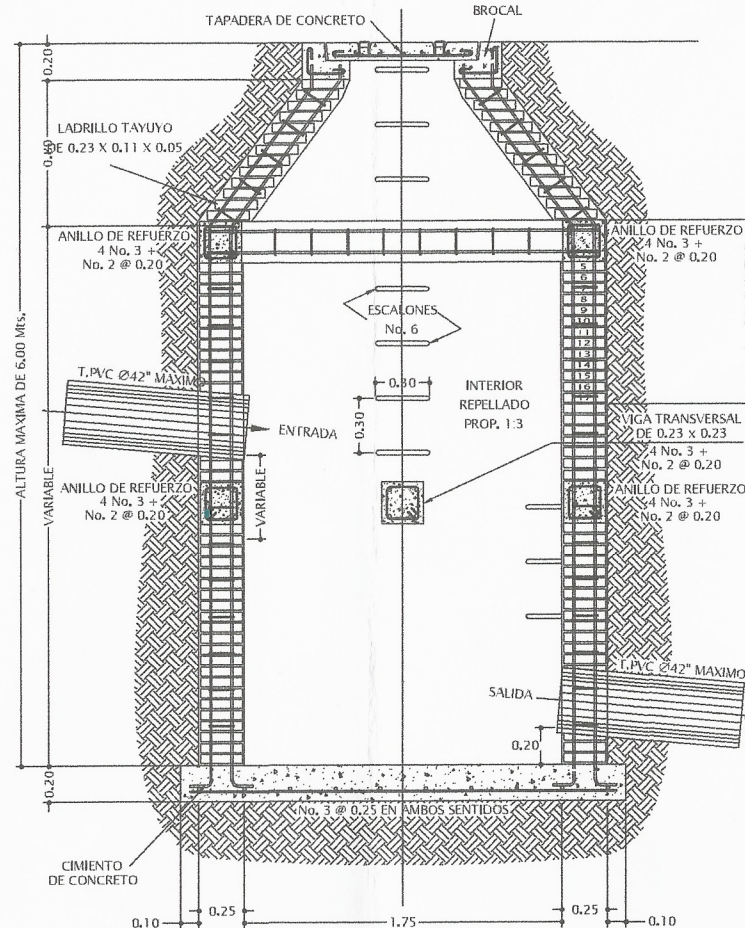 TAPADERA DE CONCRETO
BROCAL
0.20
LADRILLO TAYUYO
DE 0.23 X 0.11 X 0.05
ANILLO DE REFUERZO
4 No. 3 +
No. 2 @ 0.20
ANILLO DE REFUERZO
4 No. 3 +
No. 2 @ 0.20
5
6
7
8
9
10
11
12
13
14
15
16
17
ESCALONES
No. 6
T.PVC Ø42" MAXIMO
ENTRADA
0.30
0.30
INTERIOR
REPELLADO
PROP. 1:3
VIGA TRANSVERSAL
DE 0.23 x 0.23
4 No. 3 +
No. 2 @ 0.20
ALTURA MAXIMA DE 6.00 Mts.
VARIABLE
ANILLO DE REFUERZO
4 No. 3 +
No. 2 @ 0.20
VARIABLE
ANILLO DE REFUERZO
4 No. 3 +
No. 2 @ 0.20
T.PVC Ø42" MAXIMO
SALIDA
0.20
0.20
No. 3 @ 0.25 EN AMBOS SENTIDOS
CIMIENTO
DE CONCRETO
0.10
0.25
1.75
0.25
0.10